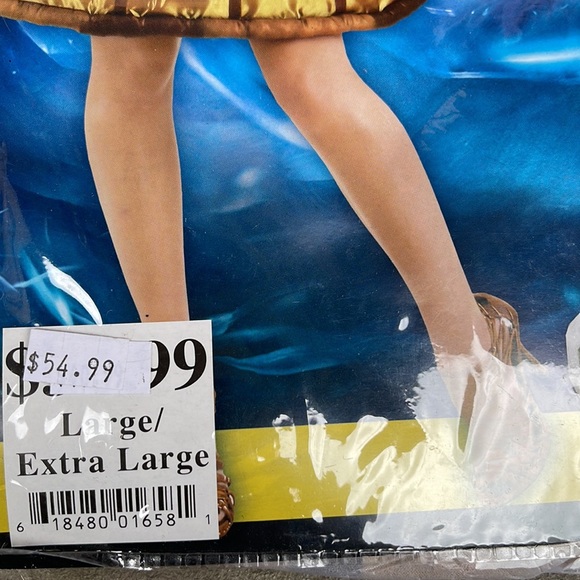 $54.99
$ 99
Large/
Extra Large
6 18480 01658 1